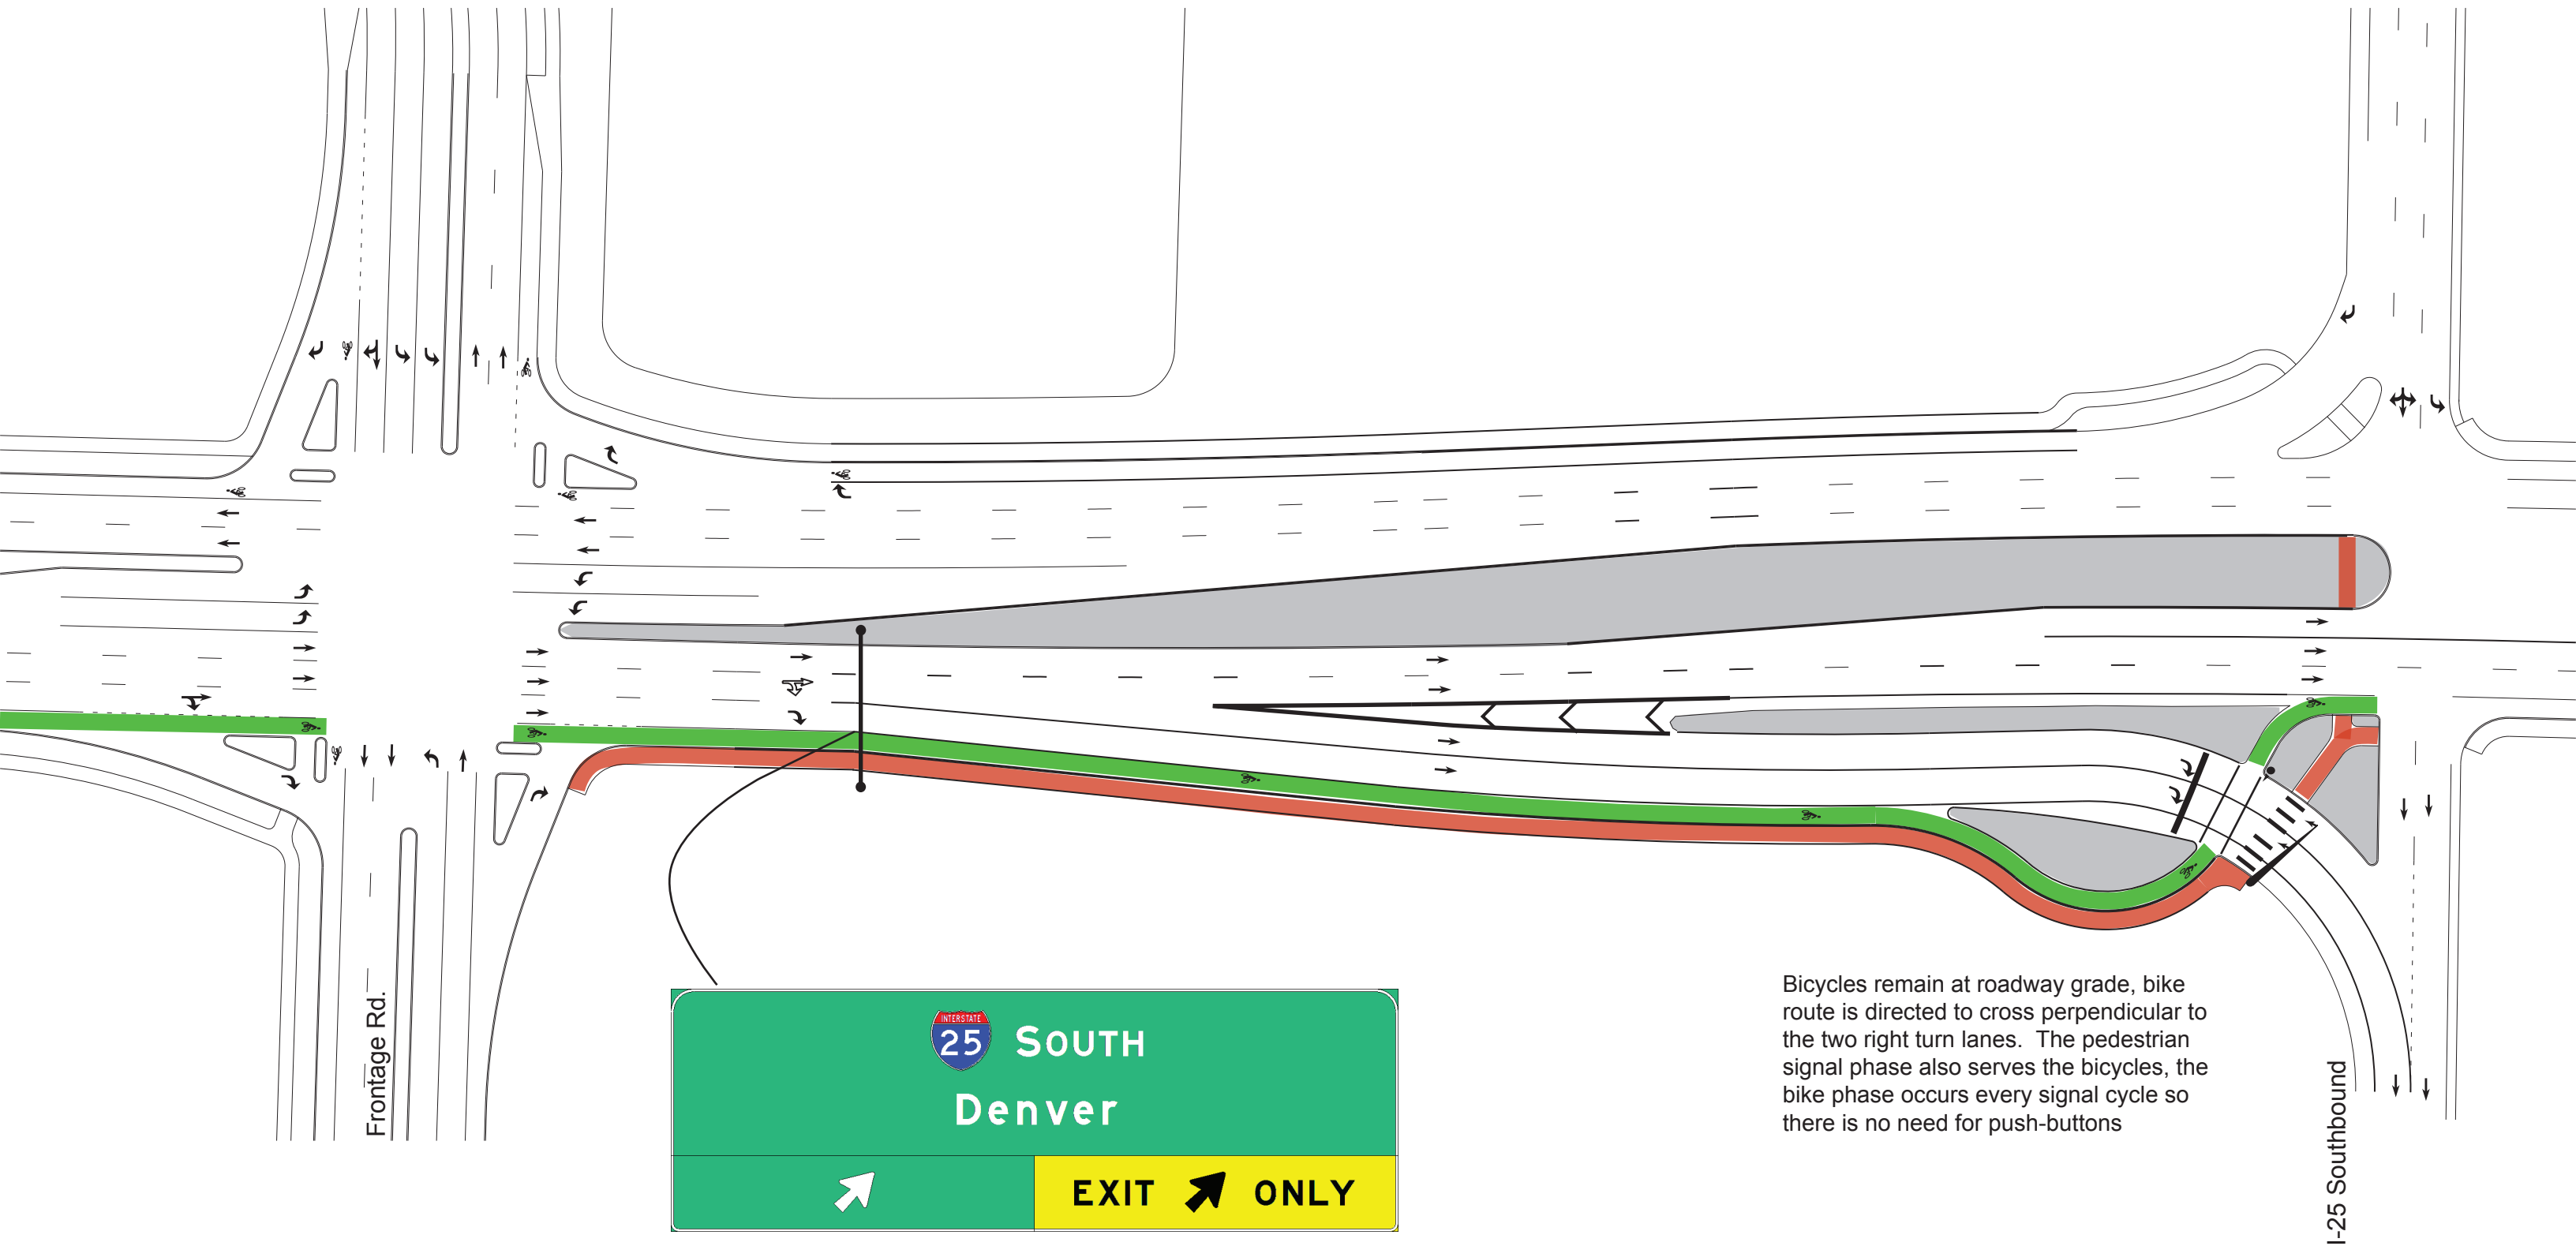 Frontage Rd.
INTERSTATE
25
SOUTH
Denver
EXIT ONLY
Bicycles remain at roadway grade, bike
route is directed to cross perpendicular to
the two right turn lanes. The pedestrian
signal phase also serves the bicycles, the
bike phase occurs every signal cycle so
there is no need for push-buttons
I-25 Southbound